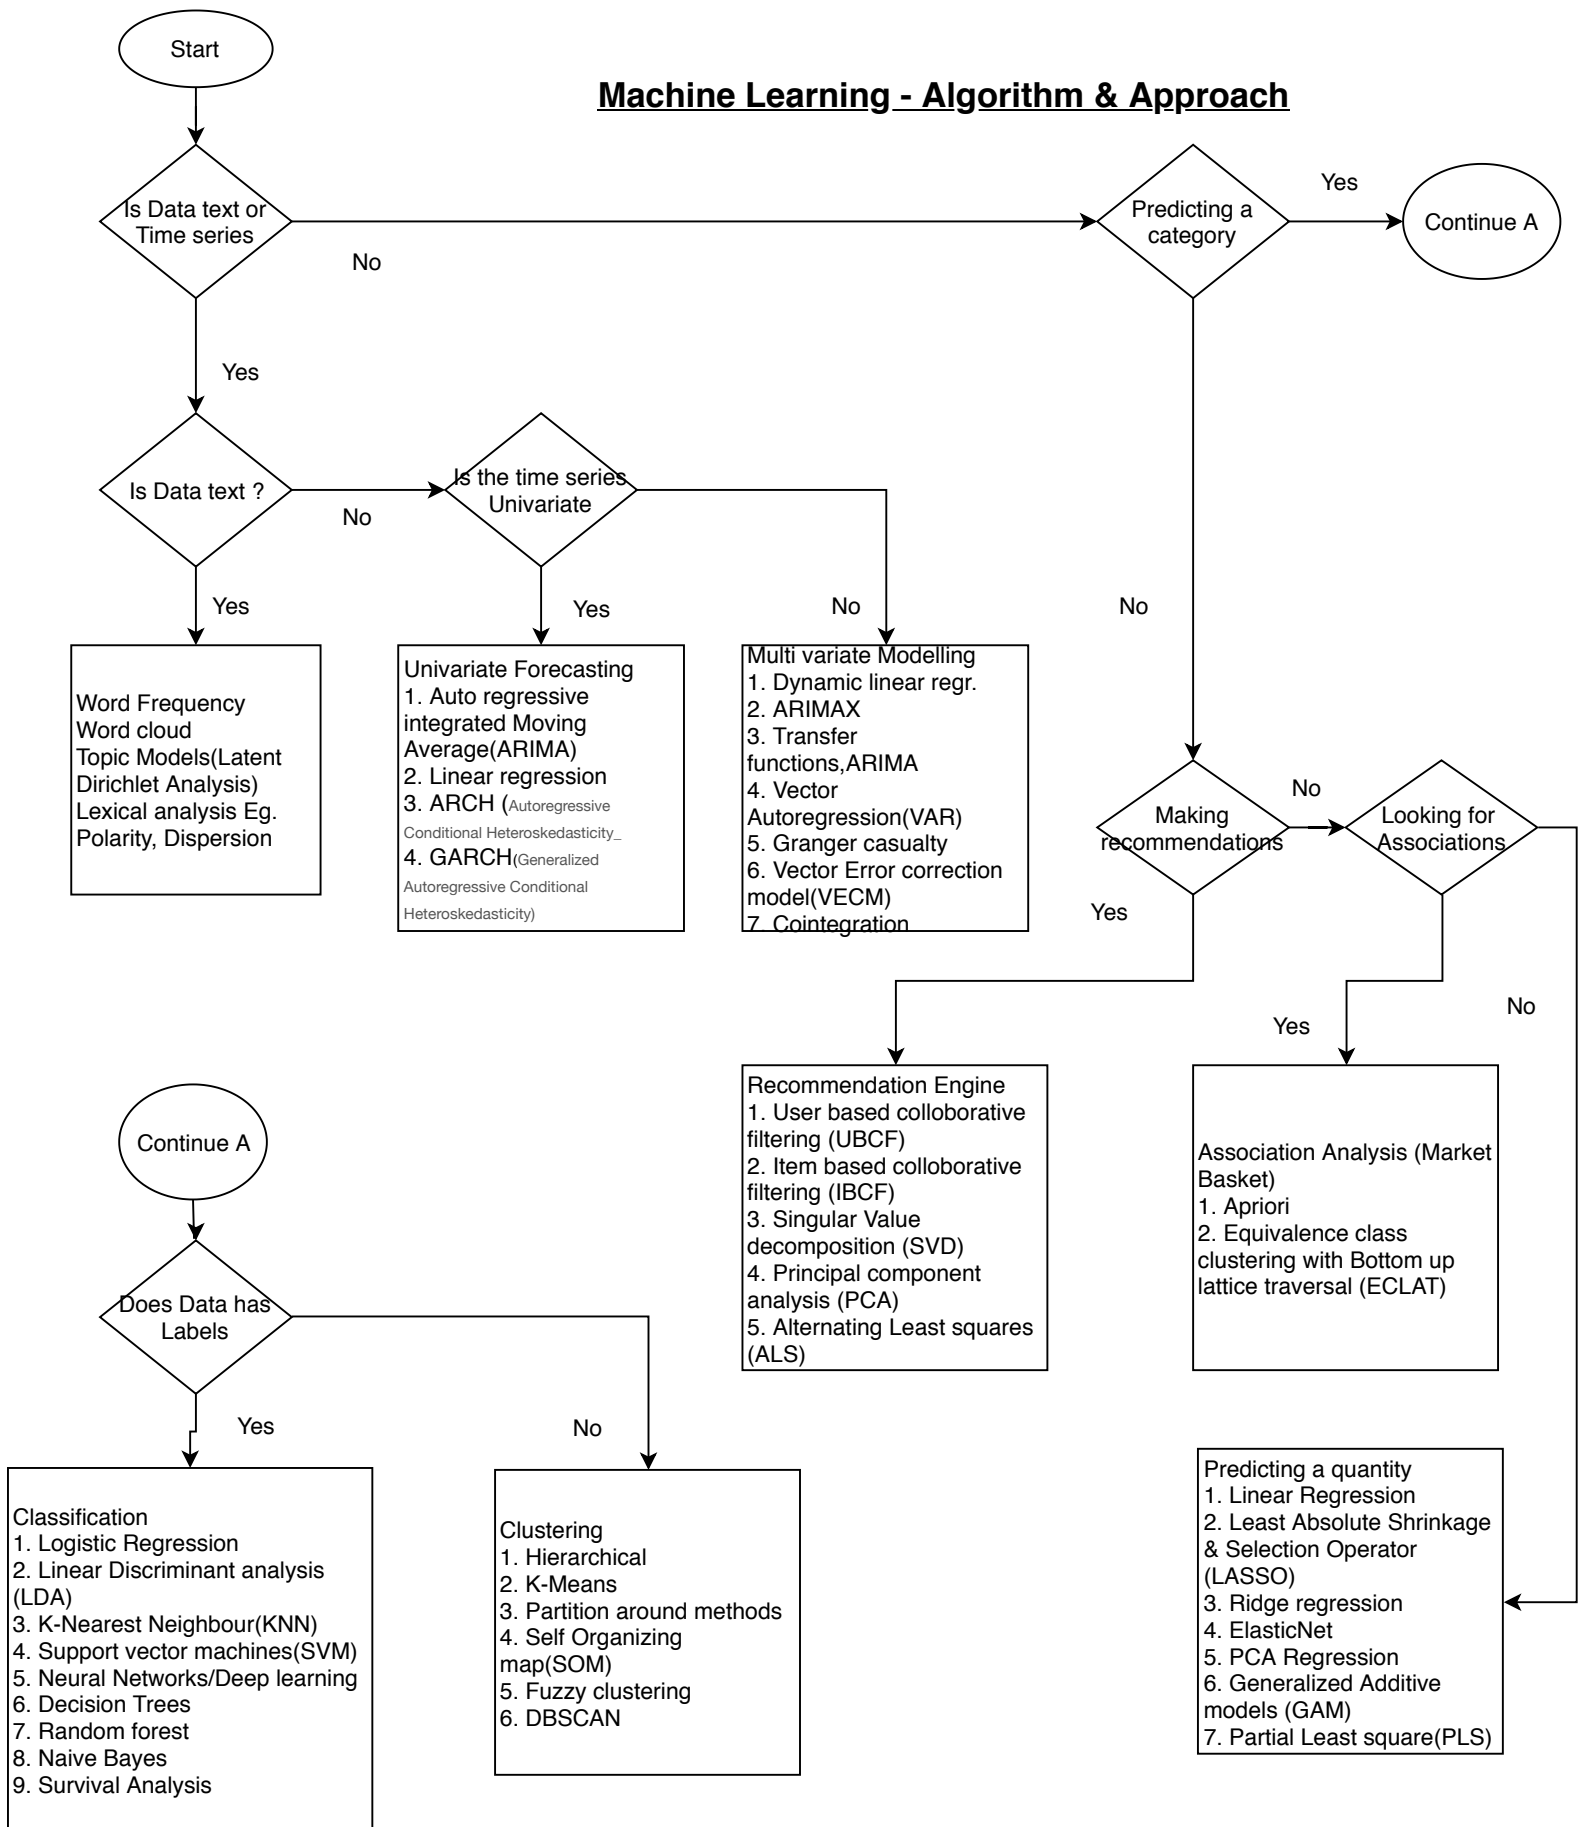 Start
Machine Learning - Algorithm & Approach
Is Data text or
Time series
No
Predicting a
category
Yes
Continue A
Yes
Is Data text ?
No
Is the time series
Univariate
Yes
Yes
No
No
Word Frequency
Word cloud
Topic Models(Latent
Dirichlet Analysis)
Lexical analysis Eg.
Polarity, Dispersion
Univariate Forecasting
1. Auto regressive
integrated Moving
Average(ARIMA)
2. Linear regression
3. ARCH (Autoregressive
Conditional Heteroskedasticity_
4. GARCH(Generalized
Autoregressive Conditional
Heteroskedasticity)
Multi variate Modelling
1. Dynamic linear regr.
2. ARIMAX
3. Transfer
functions,ARIMA
4. Vector
Autoregression(VAR)
5. Granger casualty
6. Vector Error correction
model(VECM)
7. Cointegration
Making
recommendations
No
Looking for
Associations
Yes
Yes
No
Recommendation Engine
1. User based colloborative
filtering (UBCF)
2. Item based colloborative
filtering (IBCF)
3. Singular Value
decomposition (SVD)
4. Principal component
analysis (PCA)
5. Alternating Least squares
(ALS)
Association Analysis (Market
Basket)
1. Apriori
2. Equivalence class
clustering with Bottom up
lattice traversal (ECLAT)
Continue A
Does Data has
Labels
Yes
No
Classification
1. Logistic Regression
2. Linear Discriminant analysis
(LDA)
3. K-Nearest Neighbour(KNN)
4. Support vector machines(SVM)
5. Neural Networks/Deep learning
6. Decision Trees
7. Random forest
8. Naive Bayes
9. Survival Analysis
Clustering
1. Hierarchical
2. K-Means
3. Partition around methods
4. Self Organizing
map(SOM)
5. Fuzzy clustering
6. DBSCAN
Predicting a quantity
1. Linear Regression
2. Least Absolute Shrinkage
& Selection Operator
(LASSO)
3. Ridge regression
4. ElasticNet
5. PCA Regression
6. Generalized Additive
models (GAM)
7. Partial Least square(PLS)